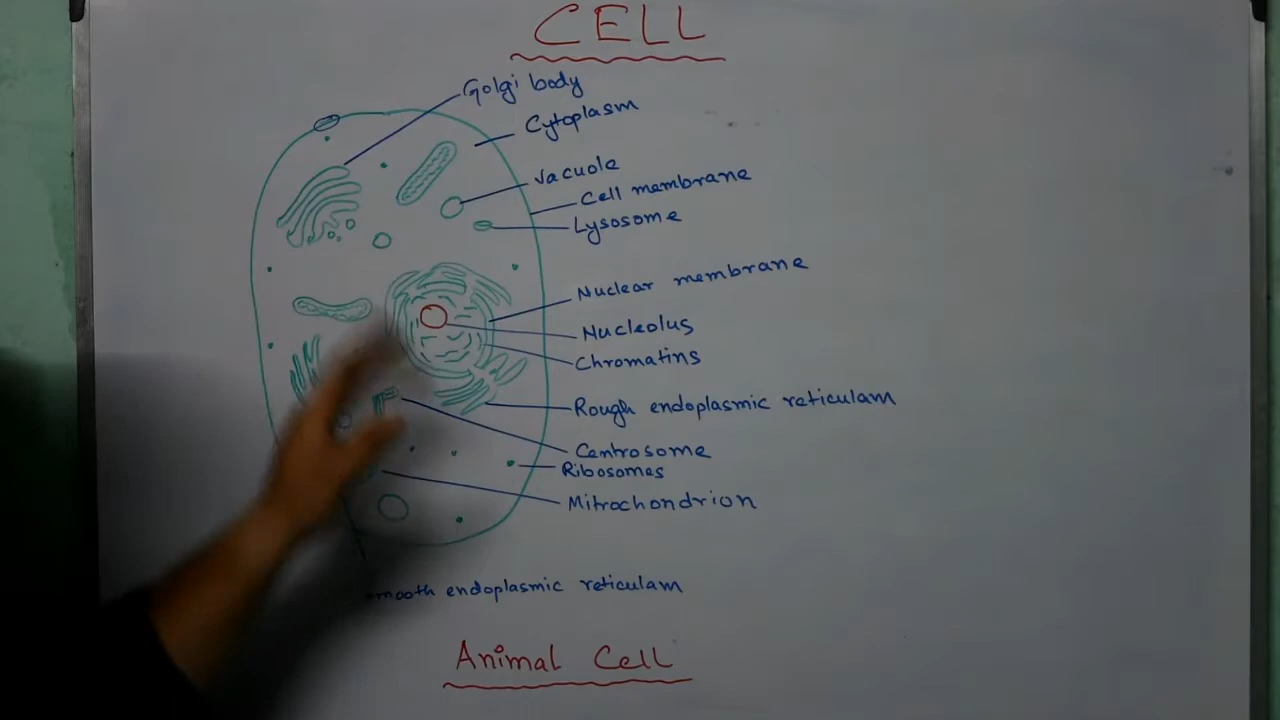 CELL
Golgi body
Cytoplasm
Vacuole
Cell membrane
Lysosome
Nuclear membrane
Nucleolus
Chromatins
Rough endoplasmic reticulam
Centrosome
Ribosomes
Mitrochondrion
smooth endoplasmic reticulam
Animal Cell